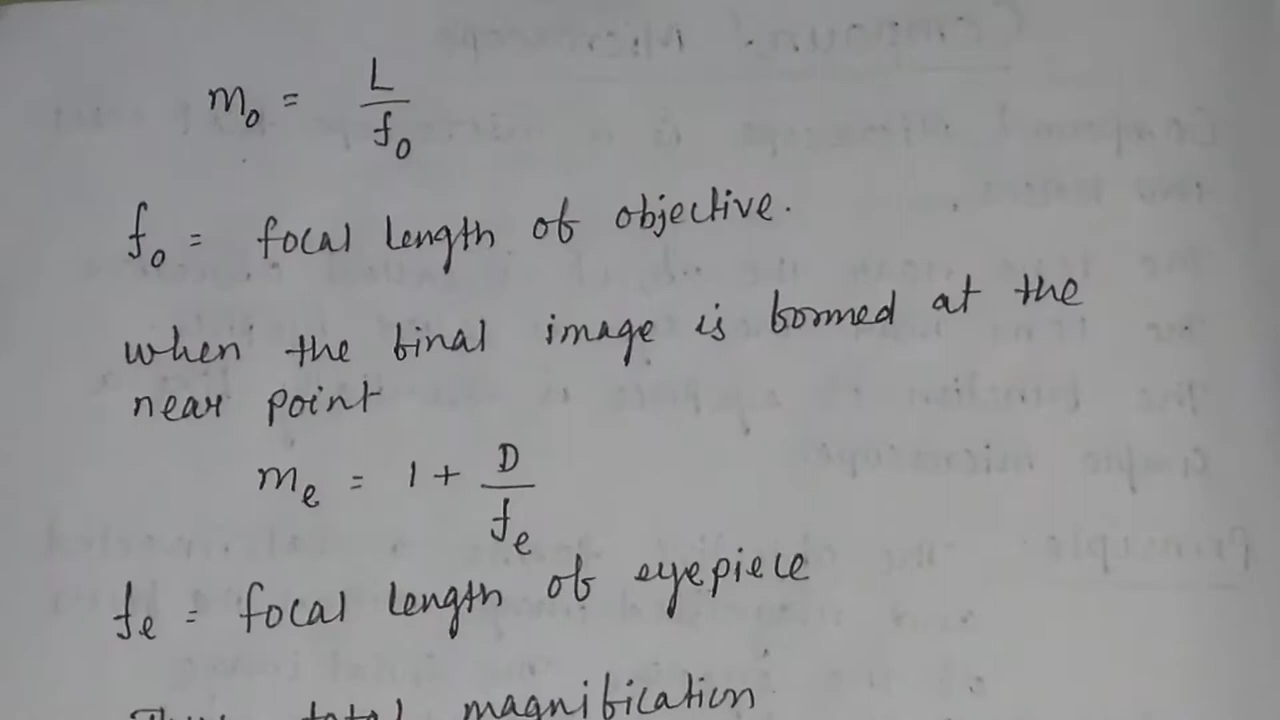 m₀ = L/f₀
f₀ = focal length of objective.
when the final image is formed at the
near point
mₑ = 1 + D/fₑ
fₑ = focal length of eyepiece
total magnification